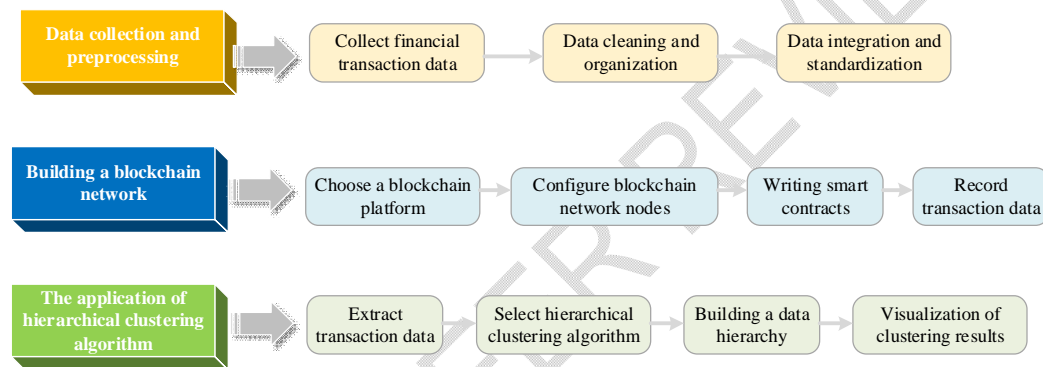 Data collection and
preprocessing
Collect financial
transaction data
Data cleaning and
organization
Data integration and
standardization
Building a blockchain
network
Choose a blockchain
platform
Configure blockchain
network nodes
Writing smart
contracts
Record
transaction data
The application of
hierarchical clustering
algorithm
Extract
transaction data
Select hierarchical
clustering algorithm
Building a data
hierarchy
Visualization of
clustering results